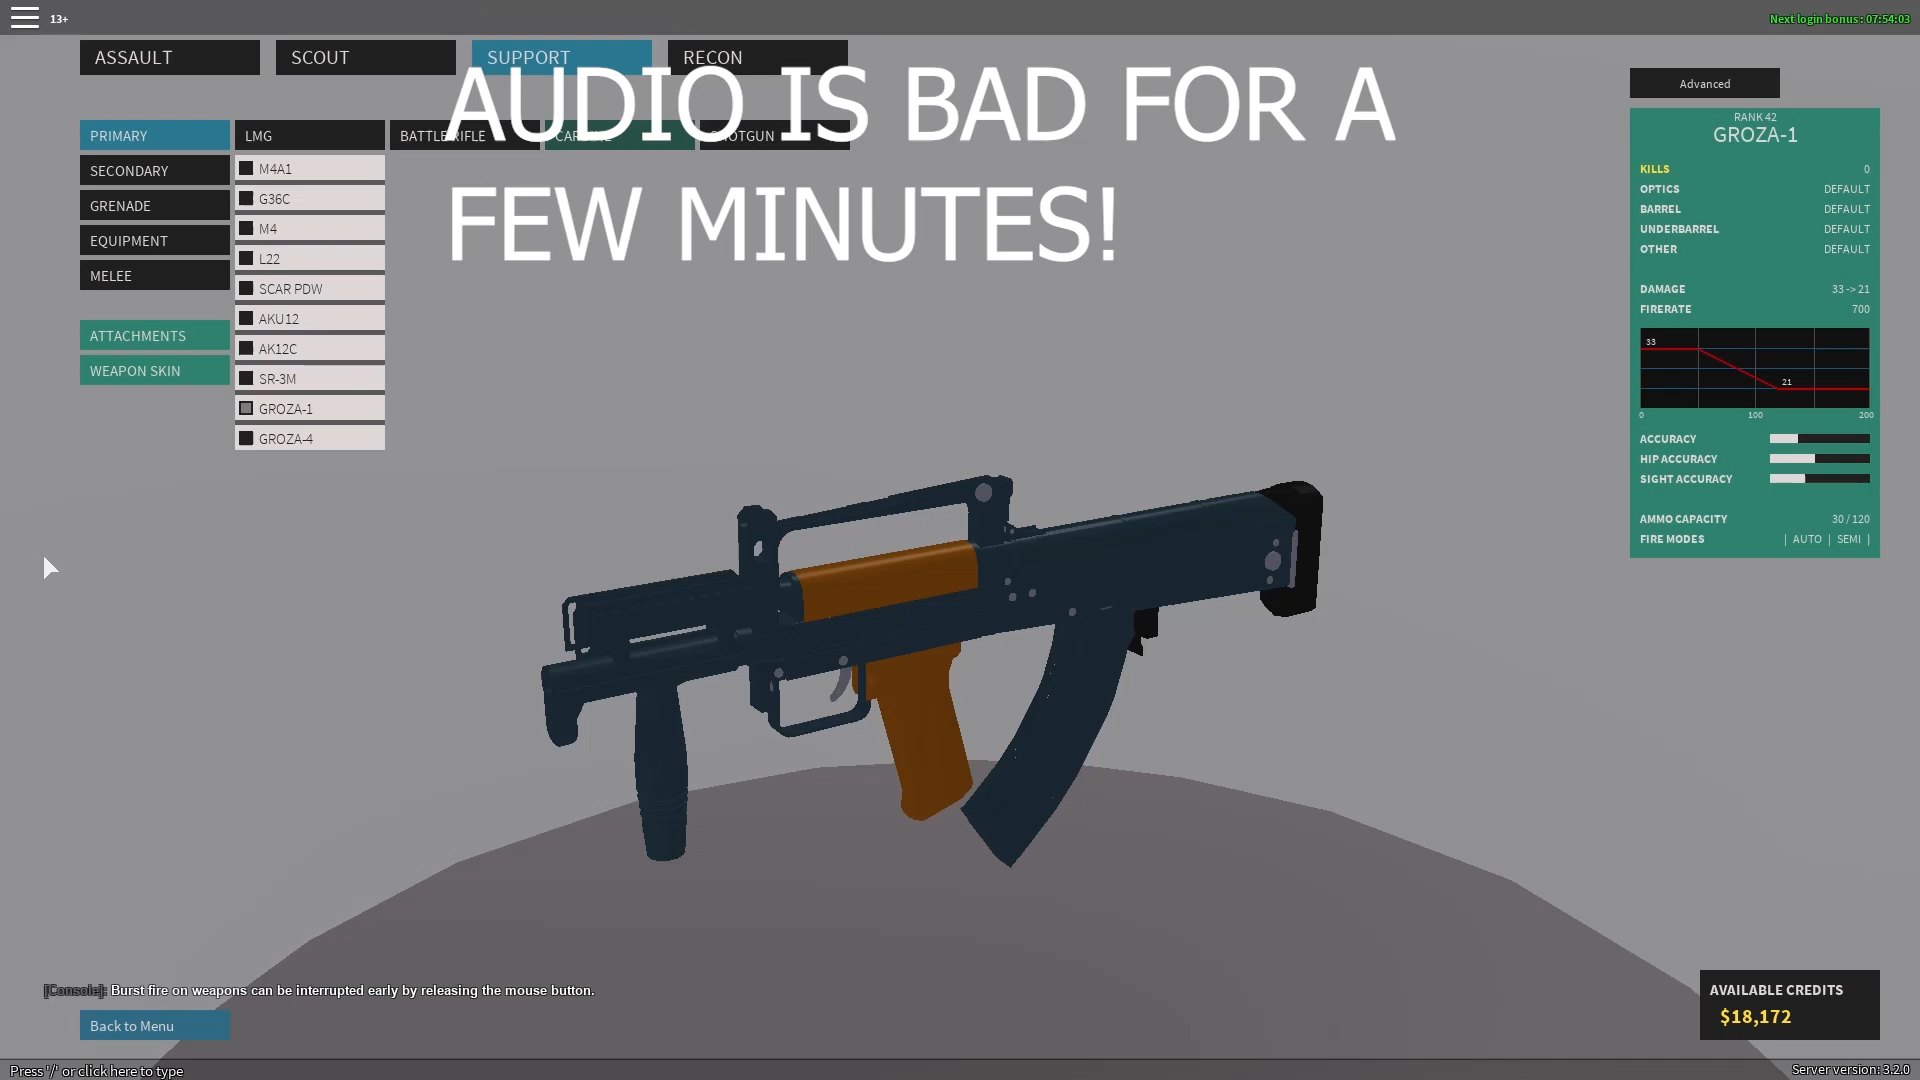 13+
Next login bonus : 07:54:03
ASSAULT
SCOUT
SUPPORT
RECON
AUDIO IS BAD FOR A
FEW MINUTES!
Advanced
PRIMARY
SECONDARY
GRENADE
EQUIPMENT
MELEE
ATTACHMENTS
WEAPON SKIN
LMG
BATTLE RIFLE
M4A1
G36C
M4
L22
SCAR PDW
AKU12
AK12C
SR-3M
GROZA-1
GROZA-4
RANK 42
GROZA-1
KILLS 0
OPTICS DEFAULT
BARREL DEFAULT
UNDERBARREL DEFAULT
OTHER DEFAULT
DAMAGE 33 -> 21
FIRERATE 700
33
21
0 100 200
ACCURACY
HIP ACCURACY
SIGHT ACCURACY
AMMO CAPACITY 30 / 120
FIRE MODES | AUTO | SEMI |
[Console]: Burst fire on weapons can be interrupted early by releasing the mouse button.
Back to Menu
AVAILABLE CREDITS
$18,172
Press '/' or click here to type
Server version: 3.2.0